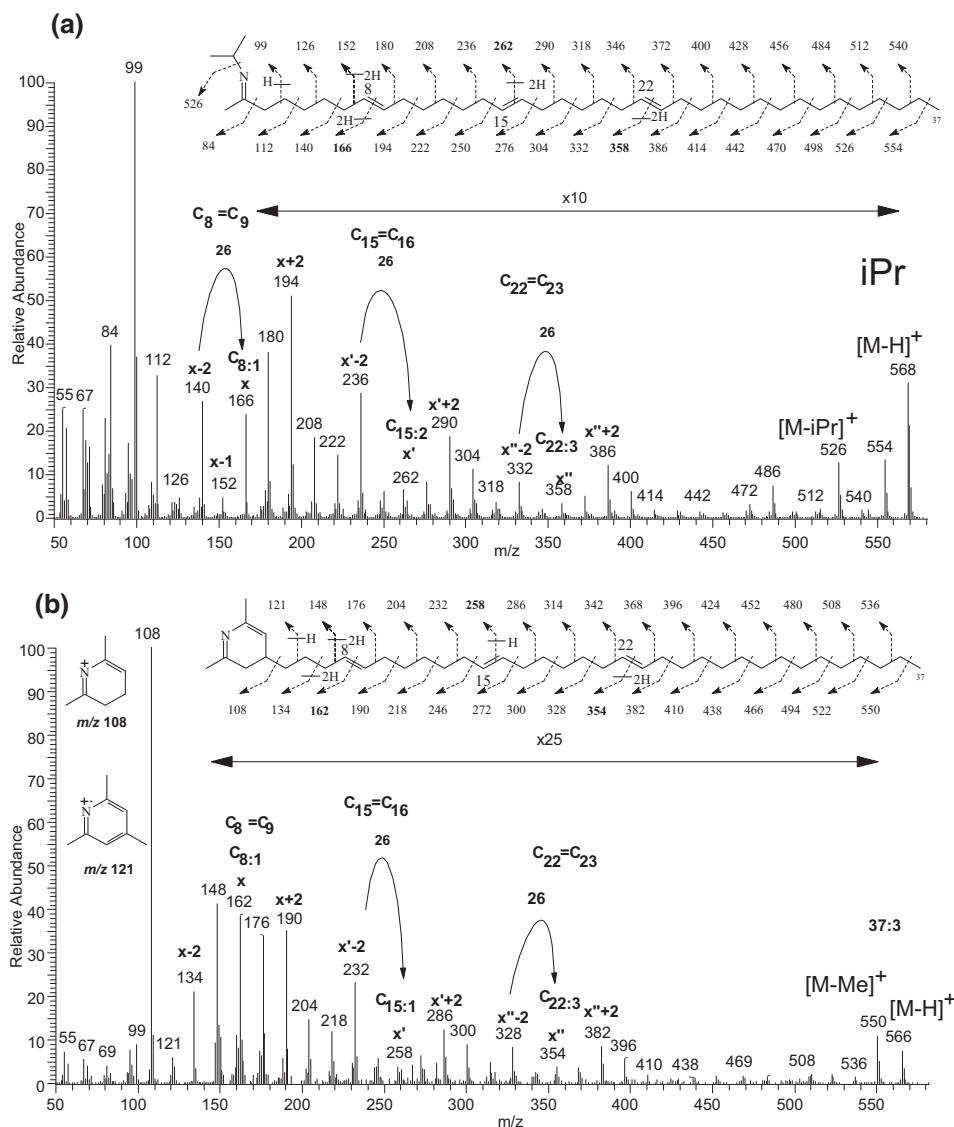 (a)
99 126 152 180 208 236 262 290 318 346 372 400 428 456 484 512 540
N
H
2H
8
2H
22
526
2H
15
2H
37
84 112 140 166 194 222 250 276 304 332 358 386 414 442 470 498 526 554
x10
C8=C9
26
C15=C16
26
C22=C23
26
iPr
[M-H]+
568
[M-iPr]+
526
99
84
55 67
112
x-2
140
C8:1
x
166
x-1
152
126
180
x+2
194
208
222
x'-2
236
C15:2
x'
262
x'+2
290
304
318
x"-2
332
C22:3
x"
358
x"+2
386
400
414
442
472
486
512
540
554
Relative Abundance
100
90
80
70
60
50
40
30
20
10
0
50 100 150 200 250 300 350 400 450 500 550
m/z
(b)
121 148 176 204 232 258 286 314 342 368 396 424 452 480 508 536
N
H
2H
8
H
22
2H
15
2H
37
108 134 162 190 218 246 272 300 328 354 382 410 438 466 494 522 550
x25
108
+
N
m/z 108
+.
N
m/z 121
C8=C9
C8:1
x
162
C15=C16
26
C22=C23
26
37:3
[M-Me]+
550
[M-H]+
566
55 67 69
99
121
x-2
134
148
176
x+2
190
204
218
x'-2
232
C15:1
x'
258
x'+2
286
300
x"-2
328
C22:3
x"
354
x"+2
382
396
410
438
469
508
536
Relative Abundance
100
90
80
70
60
50
40
30
20
10
0
50 100 150 200 250 300 350 400 450 500 550
m/z